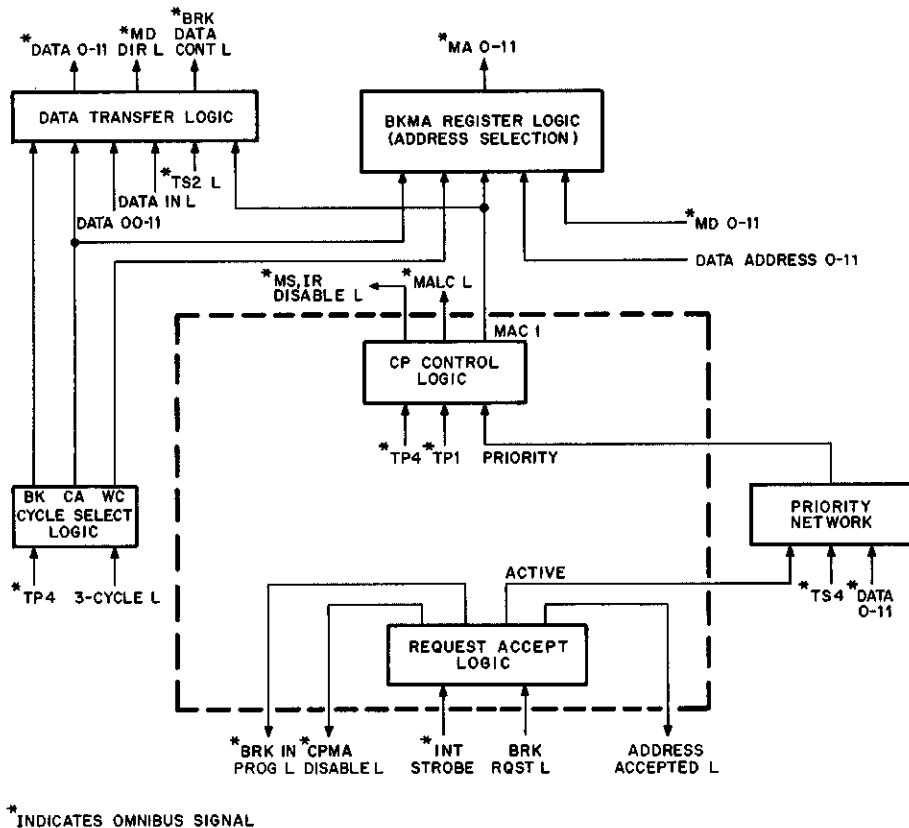 *BRK
*DATA 0-11 *MD DATA
DIR L CONT L
*MA 0-11
DATA TRANSFER LOGIC
BKMA REGISTER LOGIC
(ADDRESS SELECTION)
*TS2 L
DATA IN L
DATA 00-11
*MD 0-11
DATA ADDRESS 0-11
*MS,IR
DISABLE L
*MALC L
MAC 1
CP CONTROL
LOGIC
*TP4 *TP1 PRIORITY
BK CA WC
CYCLE SELECT
LOGIC
*TP4 3-CYCLE L
PRIORITY
NETWORK
*TS4 *DATA
0-11
ACTIVE
REQUEST ACCEPT
LOGIC
*BRK IN
PROG L
*CPMA
DISABLE L
*INT
STROBE
BRK
RQST L
ADDRESS
ACCEPTED L
*INDICATES OMNIBUS SIGNAL